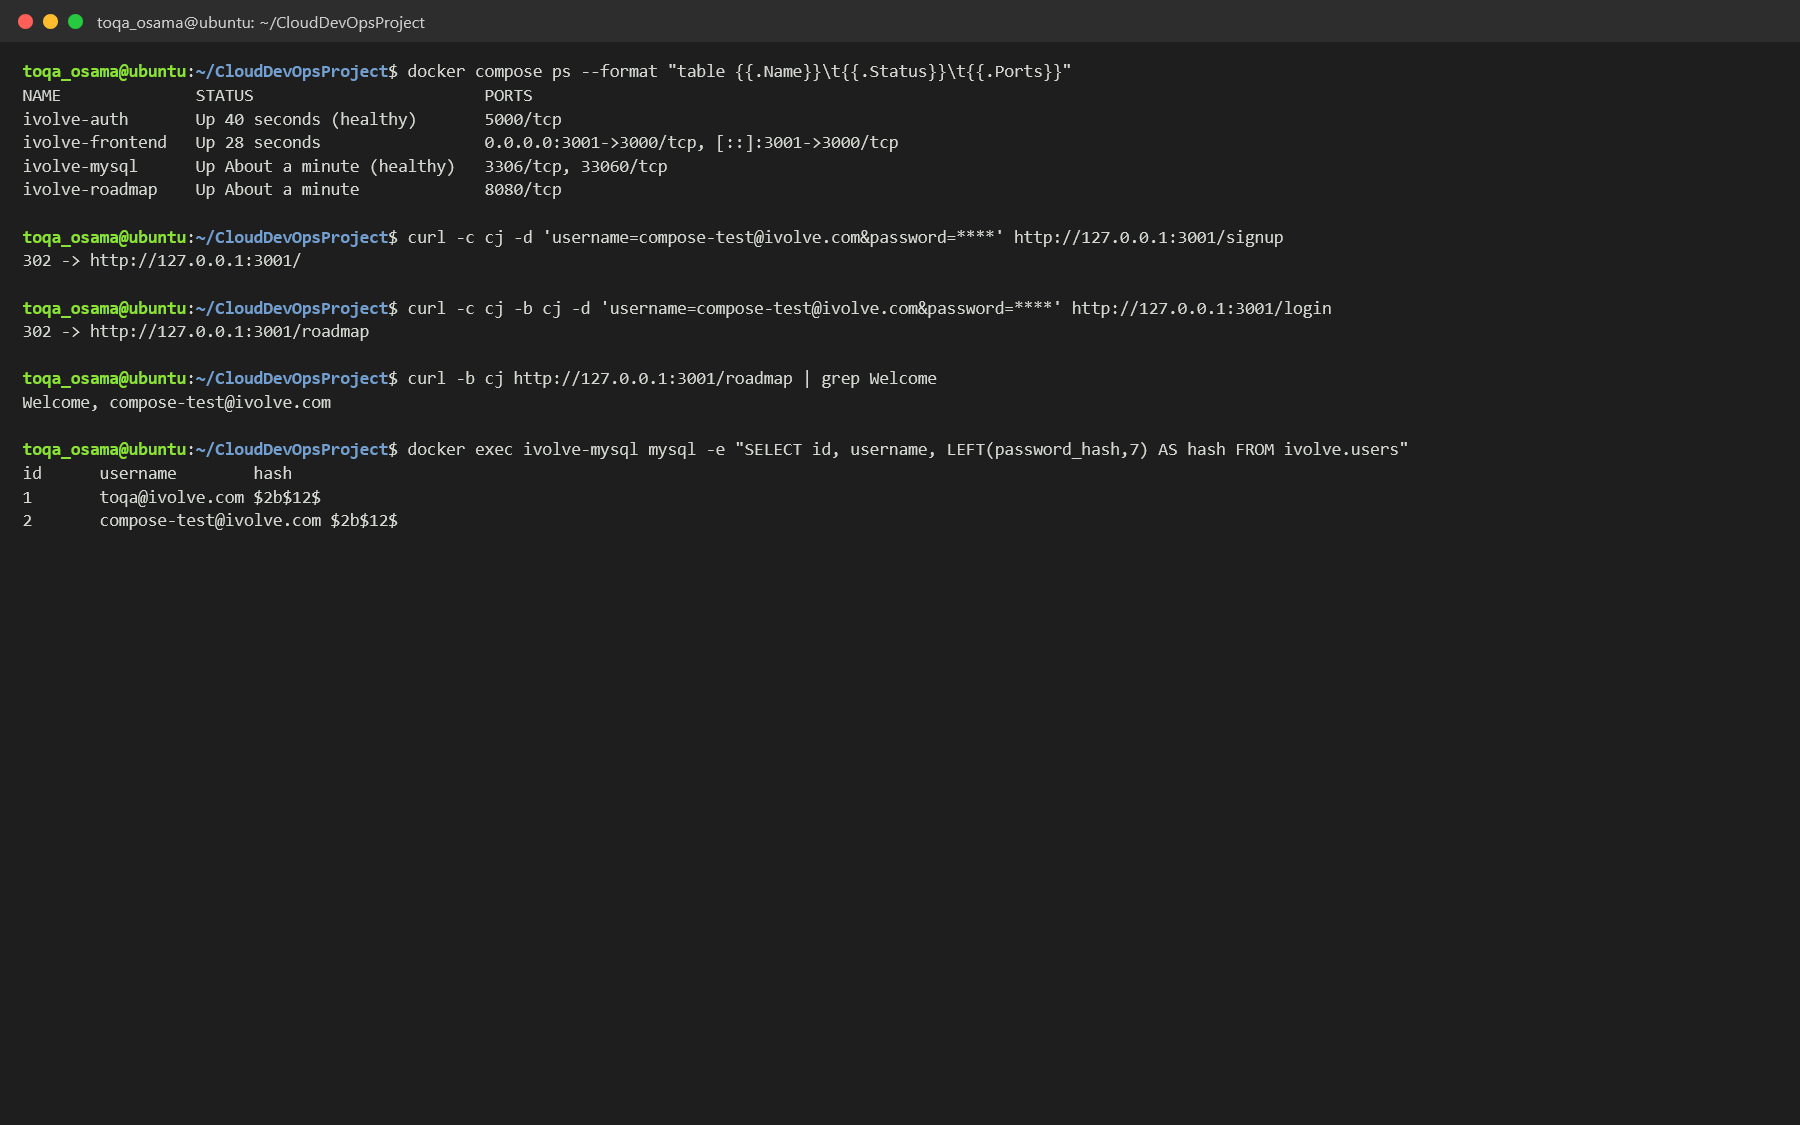 toqa_osama@ubuntu: ~/CloudDevOpsProject
toqa_osama@ubuntu:~/CloudDevOpsProject$ docker compose ps --format "table {{.Name}}\t{{.Status}}\t{{.Ports}}"
NAME              STATUS                        PORTS
ivolve-auth       Up 40 seconds (healthy)       5000/tcp
ivolve-frontend   Up 28 seconds                 0.0.0.0:3001->3000/tcp, [::]:3001->3000/tcp
ivolve-mysql      Up About a minute (healthy)   3306/tcp, 33060/tcp
ivolve-roadmap    Up About a minute             8080/tcp
toqa_osama@ubuntu:~/CloudDevOpsProject$ curl -c cj -d 'username=compose-test@ivolve.com&password=****' http://127.0.0.1:3001/signup
302 -> http://127.0.0.1:3001/
toqa_osama@ubuntu:~/CloudDevOpsProject$ curl -c cj -b cj -d 'username=compose-test@ivolve.com&password=****' http://127.0.0.1:3001/login
302 -> http://127.0.0.1:3001/roadmap
toqa_osama@ubuntu:~/CloudDevOpsProject$ curl -b cj http://127.0.0.1:3001/roadmap | grep Welcome
Welcome, compose-test@ivolve.com
toqa_osama@ubuntu:~/CloudDevOpsProject$ docker exec ivolve-mysql mysql -e "SELECT id, username, LEFT(password_hash,7) AS hash FROM ivolve.users"
id      username        hash
1       toqa@ivolve.com $2b$12$
2       compose-test@ivolve.com $2b$12$